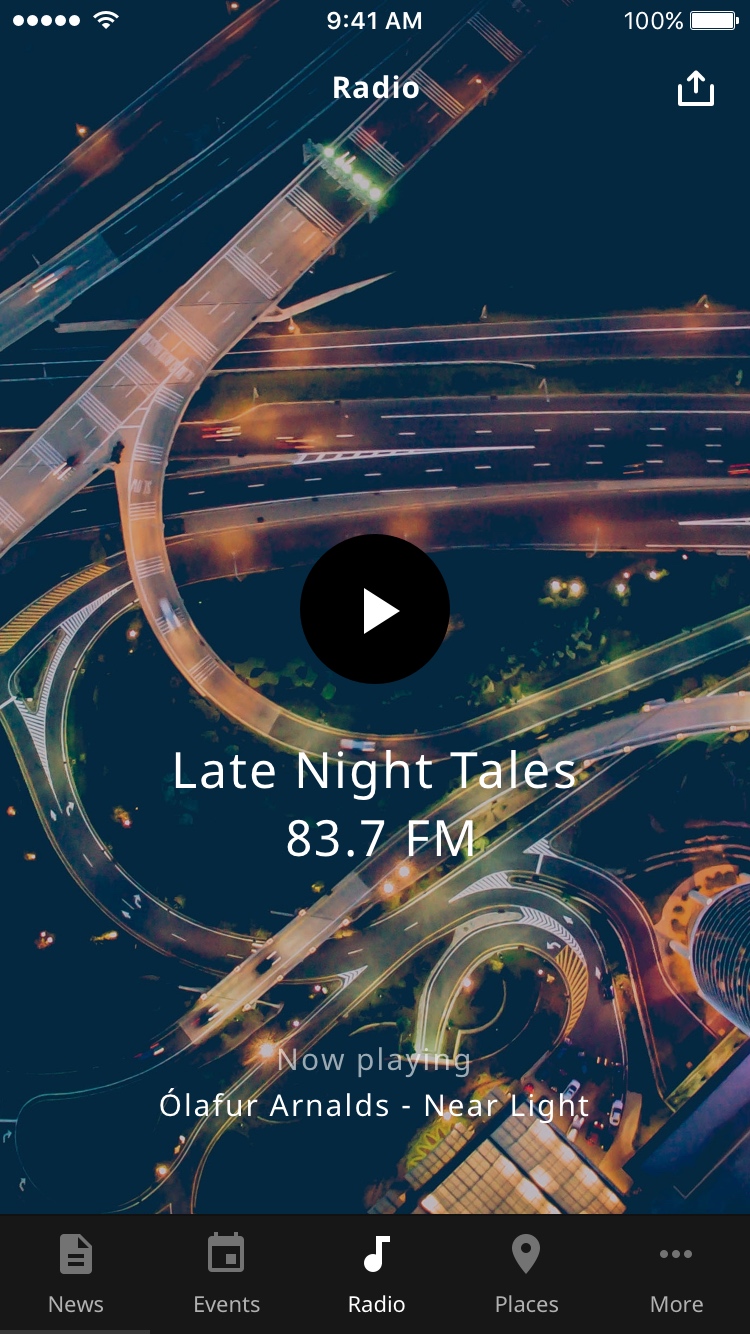 9:41 AM
100%
Radio
Late Night Tales
83.7 FM
Now playing
Ólafur Arnalds - Near Light
News
Events
Radio
Places
More